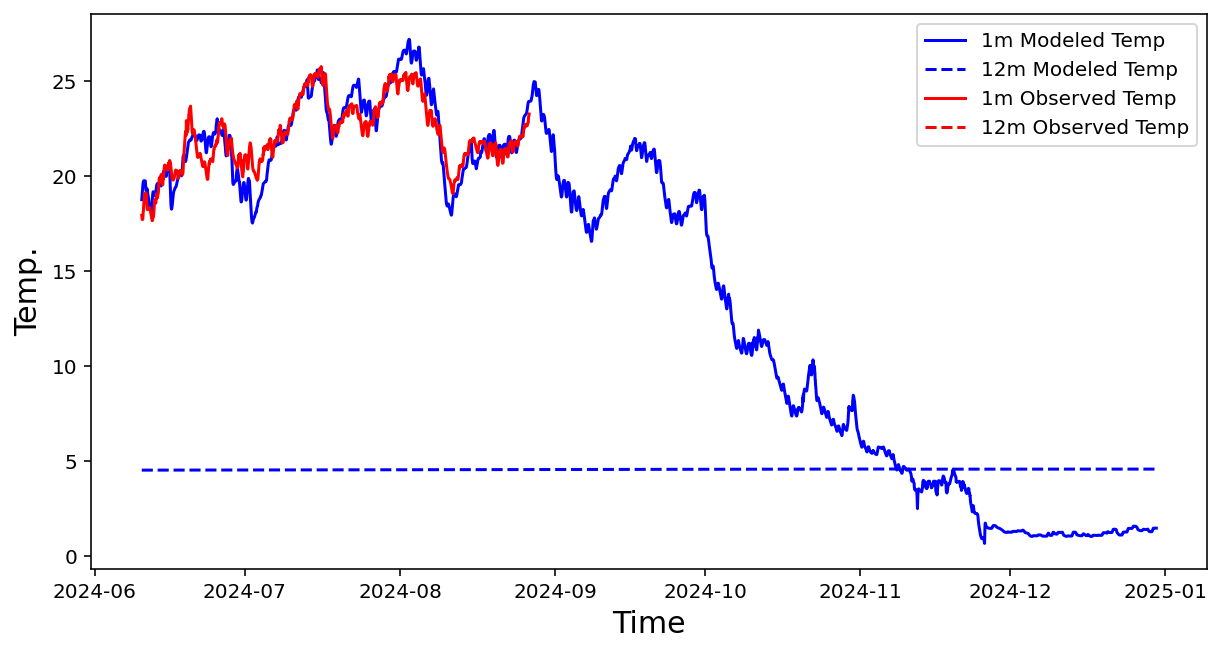 1m Modeled Temp
12m Modeled Temp
1m Observed Temp
12m Observed Temp
Temp.
25
20
15
10
5
0
2024-06 2024-07 2024-08 2024-09 2024-10 2024-11 2024-12 2025-01
Time